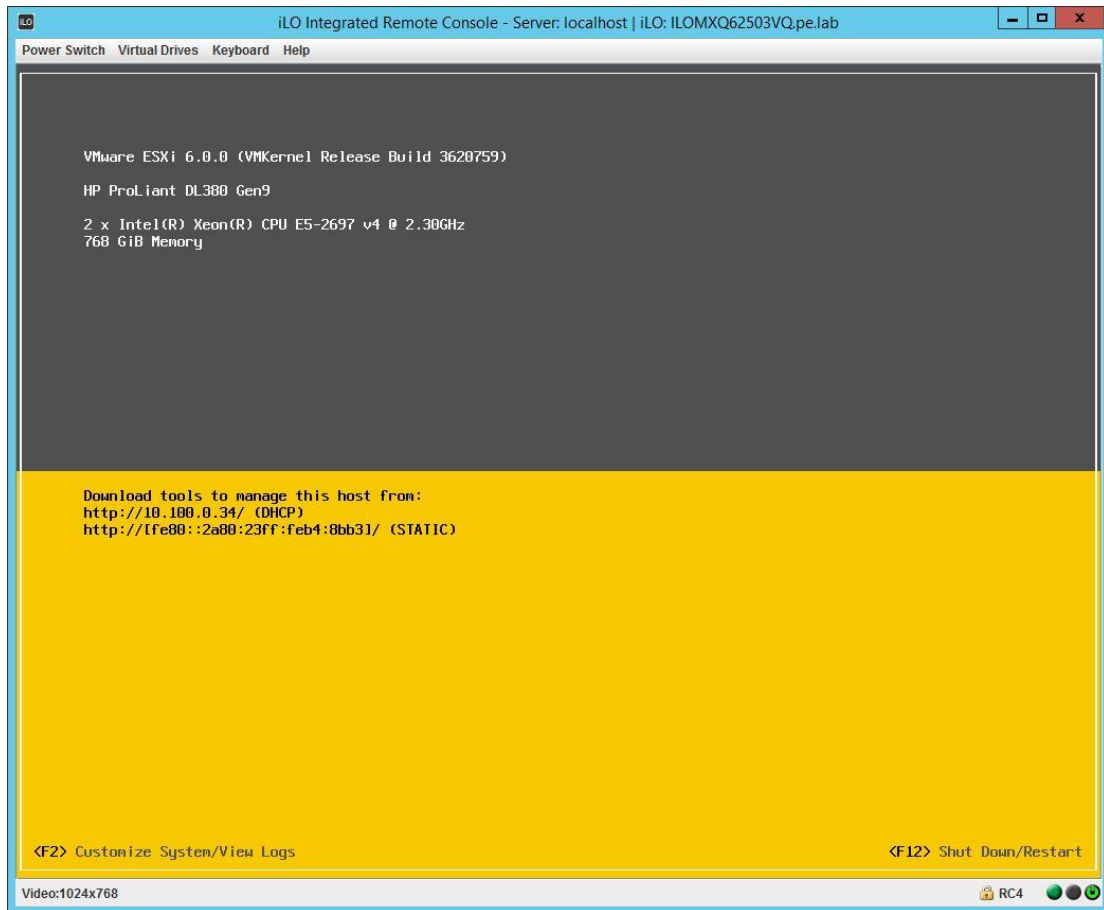 iLO
iLO Integrated Remote Console - Server: localhost | iLO: ILOMXQ62503VQ.pe.lab
Power Switch Virtual Drives Keyboard Help
VMware ESXi 6.0.0 (VMKernel Release Build 3620759)
HP ProLiant DL380 Gen9
2 x Intel(R) Xeon(R) CPU E5-2697 v4 @ 2.30GHz
768 GiB Memory
Download tools to manage this host from:
http://10.100.0.34/ (DHCP)
http://[fe80::2a80:23ff:feb4:8bb3]/ (STATIC)
<F2> Customize System/View Logs <F12> Shut Down/Restart
Video:1024x768 RC4